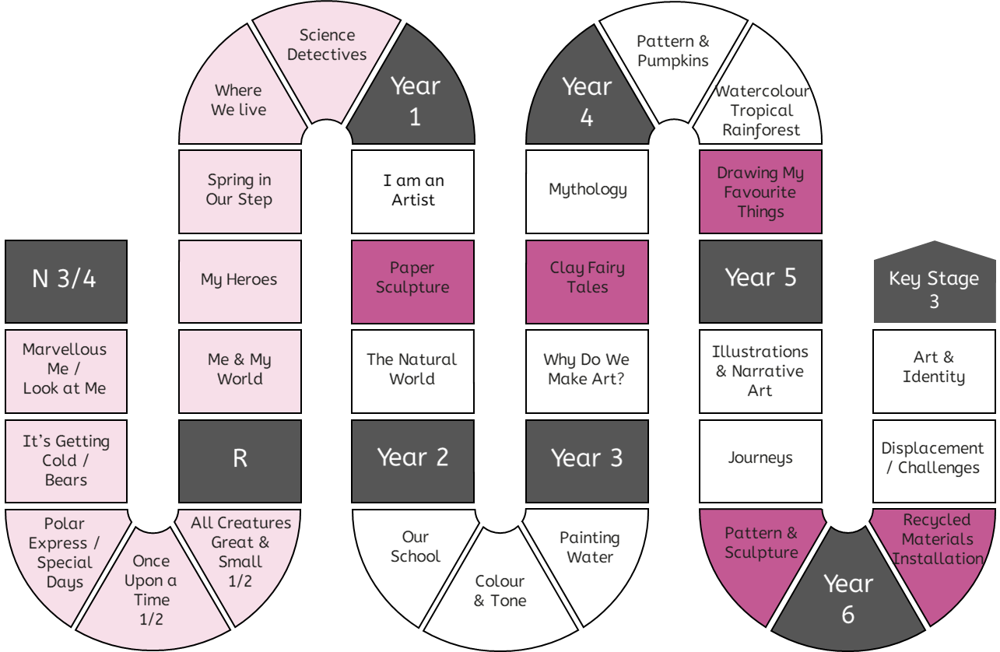 N 3/4
Marvellous
Me /
Look at Me
It's Getting
Cold /
Bears
Polar
Express /
Special
Days
Once
Upon a
Time
1/2
All Creatures
Great &
Small
1/2
R
Me & My
World
My Heroes
Spring in
Our Step
Where
We live
Science
Detectives
Year
1
I am an
Artist
Paper
Sculpture
The Natural
World
Year 2
Our
School
Colour
& Tone
Painting
Water
Year 3
Why Do We
Make Art?
Clay Fairy
Tales
Mythology
Year
4
Pattern &
Pumpkins
Watercolour
Tropical
Rainforest
Drawing My
Favourite
Things
Year 5
Illustrations
& Narrative
Art
Journeys
Pattern &
Sculpture
Year
6
Recycled
Materials
Installation
Displacement
/ Challenges
Art &
Identity
Key Stage
3